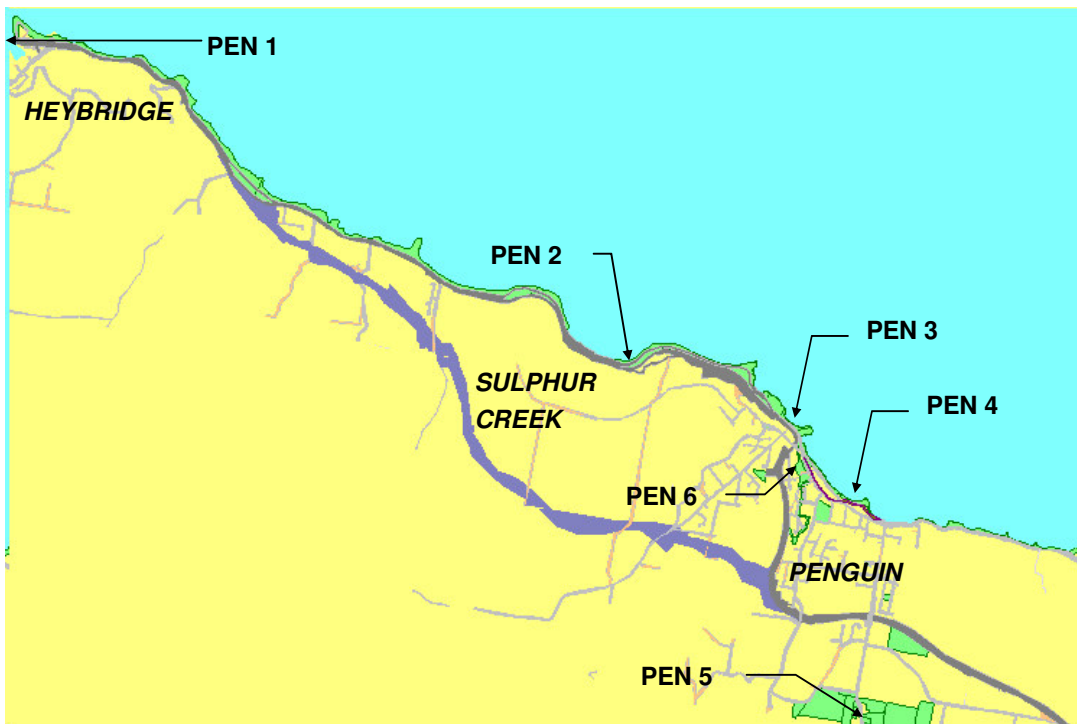 PEN 1
HEYBRIDGE
PEN 2
PEN 3
SULPHUR
CREEK
PEN 4
PEN 6
PENGUIN
PEN 5